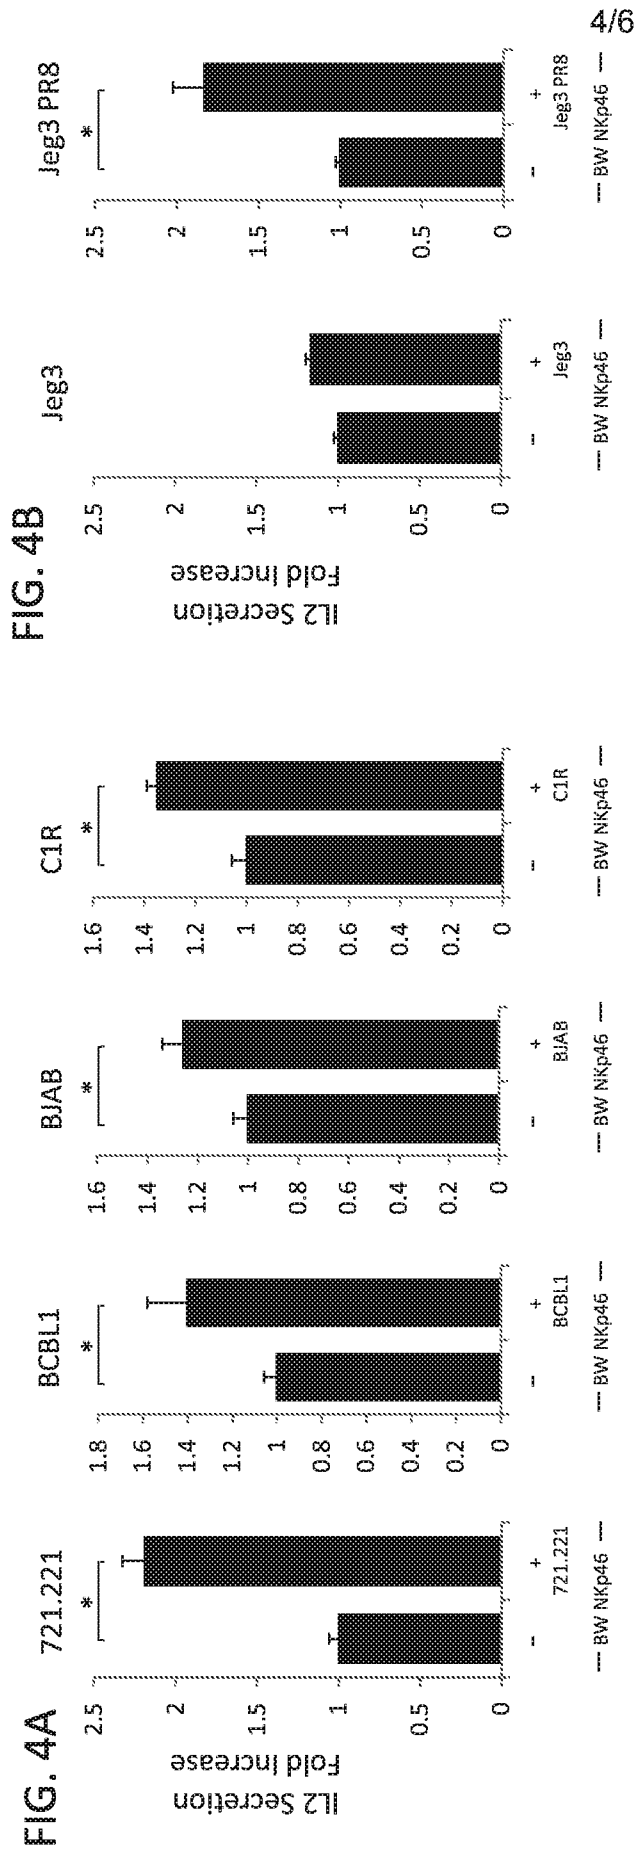 4/6
FIG. 4A
IL2 Secretion
Fold Increase
721.221
*
2.5
2
1.5
1
0.5
0
– +
721.221
— BW NKp46 —
BCBL1
*
1.8
1.6
1.4
1.2
1
0.8
0.6
0.4
0.2
0
– +
BCBL1
— BW NKp46 —
BJAB
*
1.6
1.4
1.2
1
0.8
0.6
0.4
0.2
0
– +
BJAB
— BW NKp46 —
C1R
*
1.6
1.4
1.2
1
0.8
0.6
0.4
0.2
0
– +
C1R
— BW NKp46 —
FIG. 4B
IL2 Secretion
Fold Increase
Jeg3
2.5
2
1.5
1
0.5
0
– +
Jeg3
— BW NKp46 —
Jeg3 PR8
*
2.5
2
1.5
1
0.5
0
– +
Jeg3 PR8
— BW NKp46 —